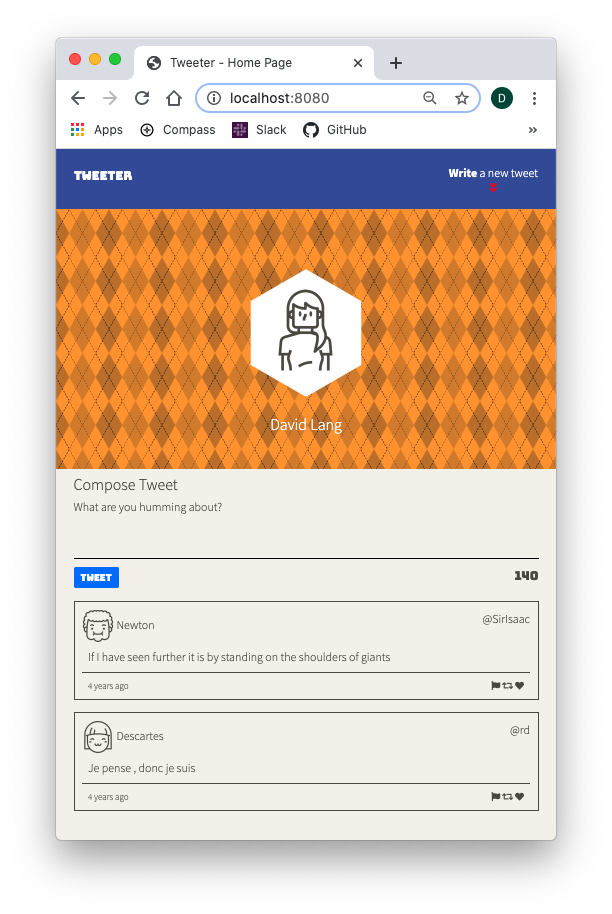 Tweeter - Home Page
localhost:8080
D
Apps
Compass
Slack
GitHub
»
TWEETER
Write a new tweet
David Lang
Compose Tweet
What are you humming about?
TWEET
140
Newton
@SirIsaac
If I have seen further it is by standing on the shoulders of giants
4 years ago
Descartes
@rd
Je pense , donc je suis
4 years ago